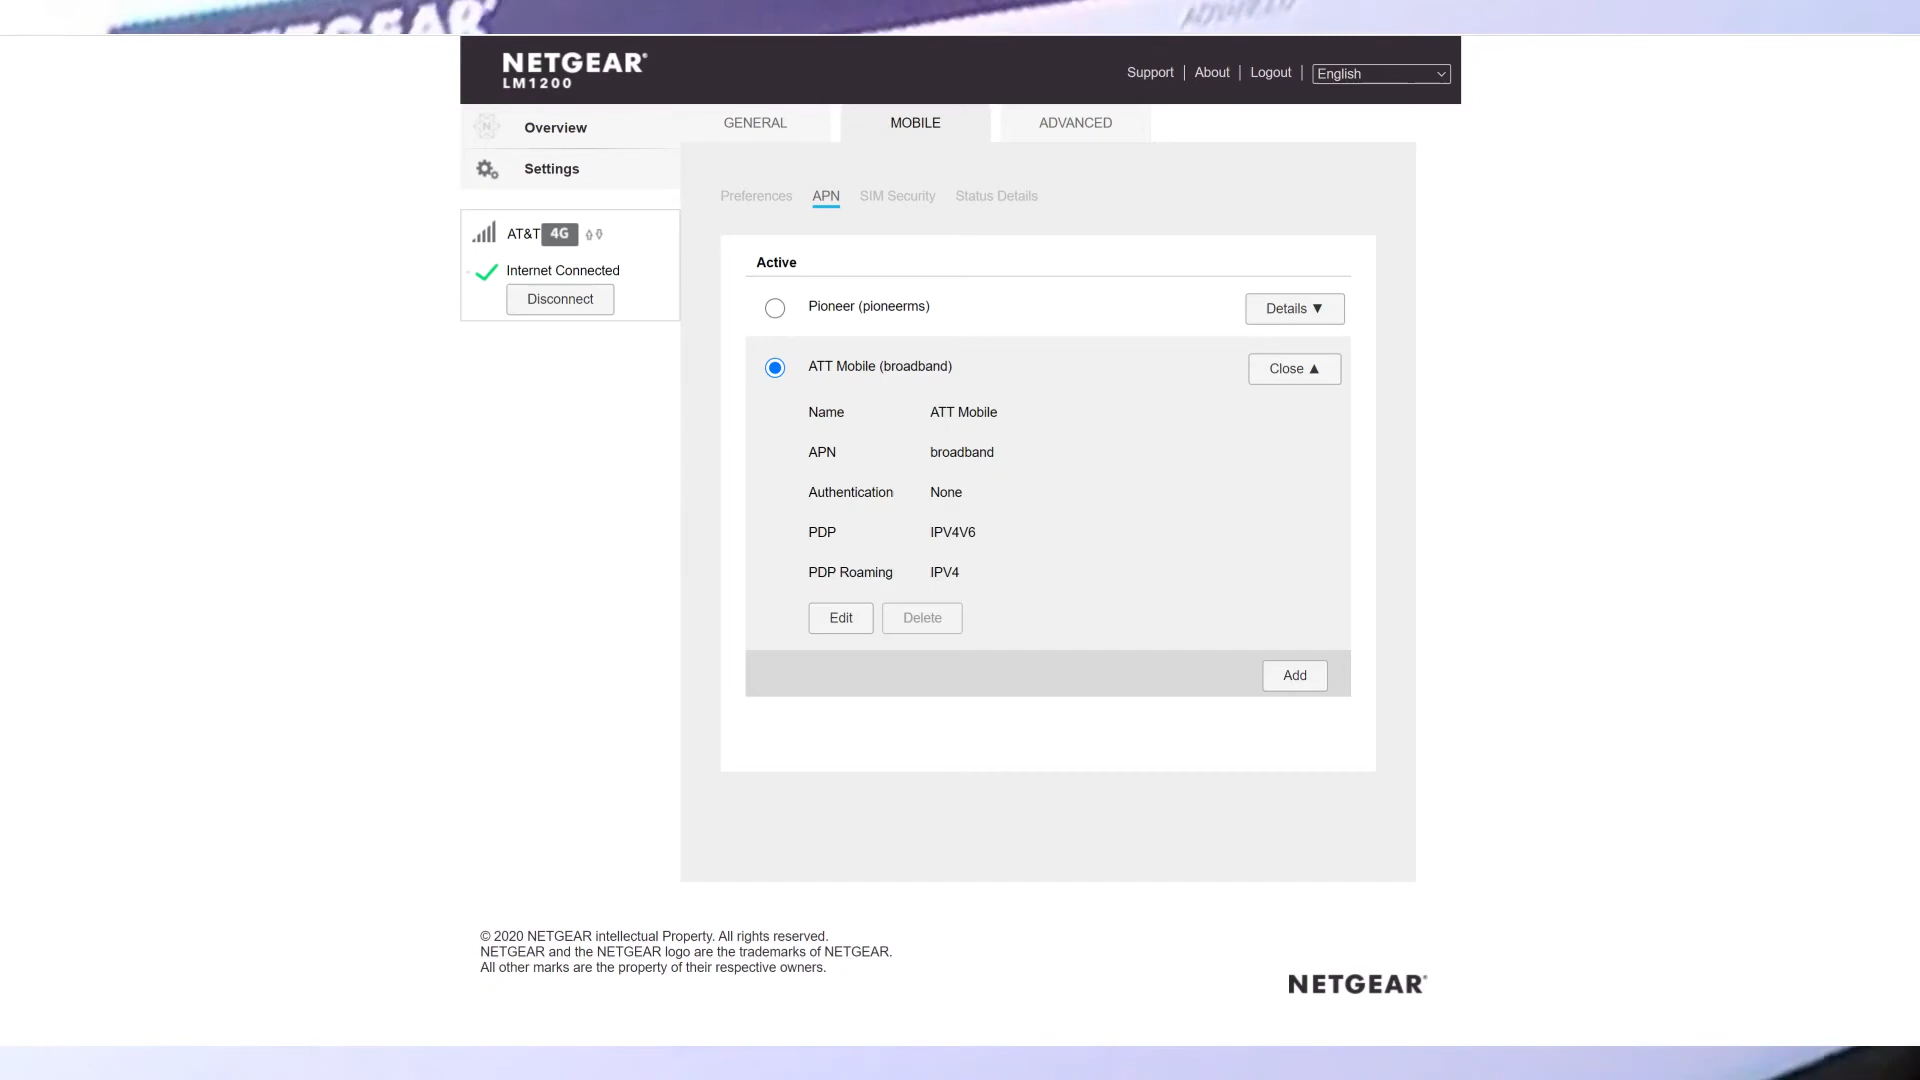 NETGEAR
NETGEAR
LM1200
Support | About | Logout | English
Overview
Settings
GENERAL
MOBILE
ADVANCED
Preferences APN SIM Security Status Details
AT&T 4G
Internet Connected
Disconnect
Active
Pioneer (pioneerms)
Details ▼
ATT Mobile (broadband)
Close ▲
Name ATT Mobile
APN broadband
Authentication None
PDP IPV4V6
PDP Roaming IPV4
Edit Delete
Add
© 2020 NETGEAR intellectual Property. All rights reserved.
NETGEAR and the NETGEAR logo are the trademarks of NETGEAR.
All other marks are the property of their respective owners.
NETGEAR